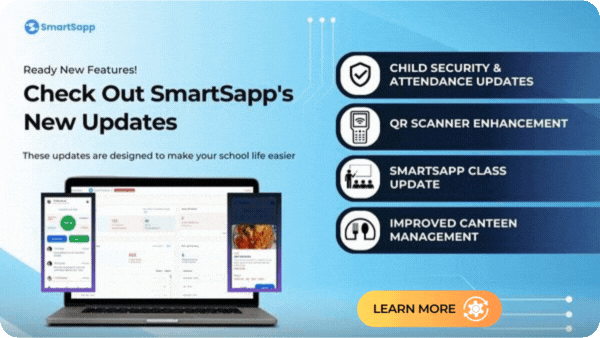 SmartSapp
Ready New Features!
Check Out SmartSapp's
New Updates
These updates are designed to make your school life easier
CHILD SECURITY &
ATTENDANCE UPDATES
QR SCANNER ENHANCEMENT
SMARTSAPP CLASS
UPDATE
IMPROVED CANTEEN
MANAGEMENT
LEARN MORE